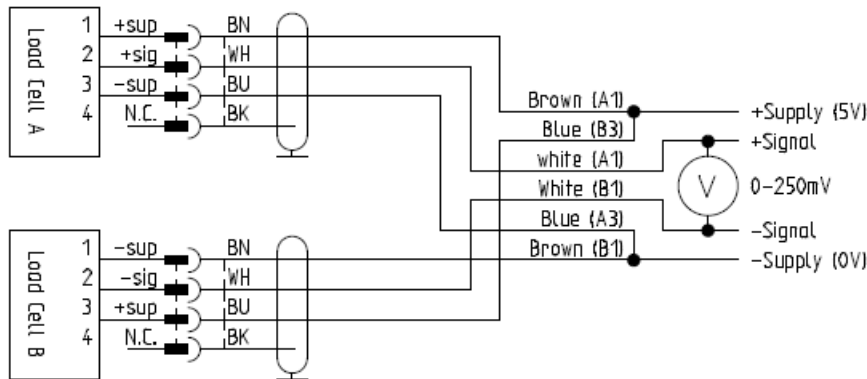 Load Cell A
1 +sup BN
2 +sig WH
3 -sup BU
4 N.C. BK
Brown (A1)
Blue (B3)
white (A1)
White (B1)
Blue (A3)
Brown (B1)
+Supply (5V)
+Signal
V 0-250mV
-Signal
-Supply (0V)
Load Cell B
1 -sup BN
2 -sig WH
3 +sup BU
4 N.C. BK